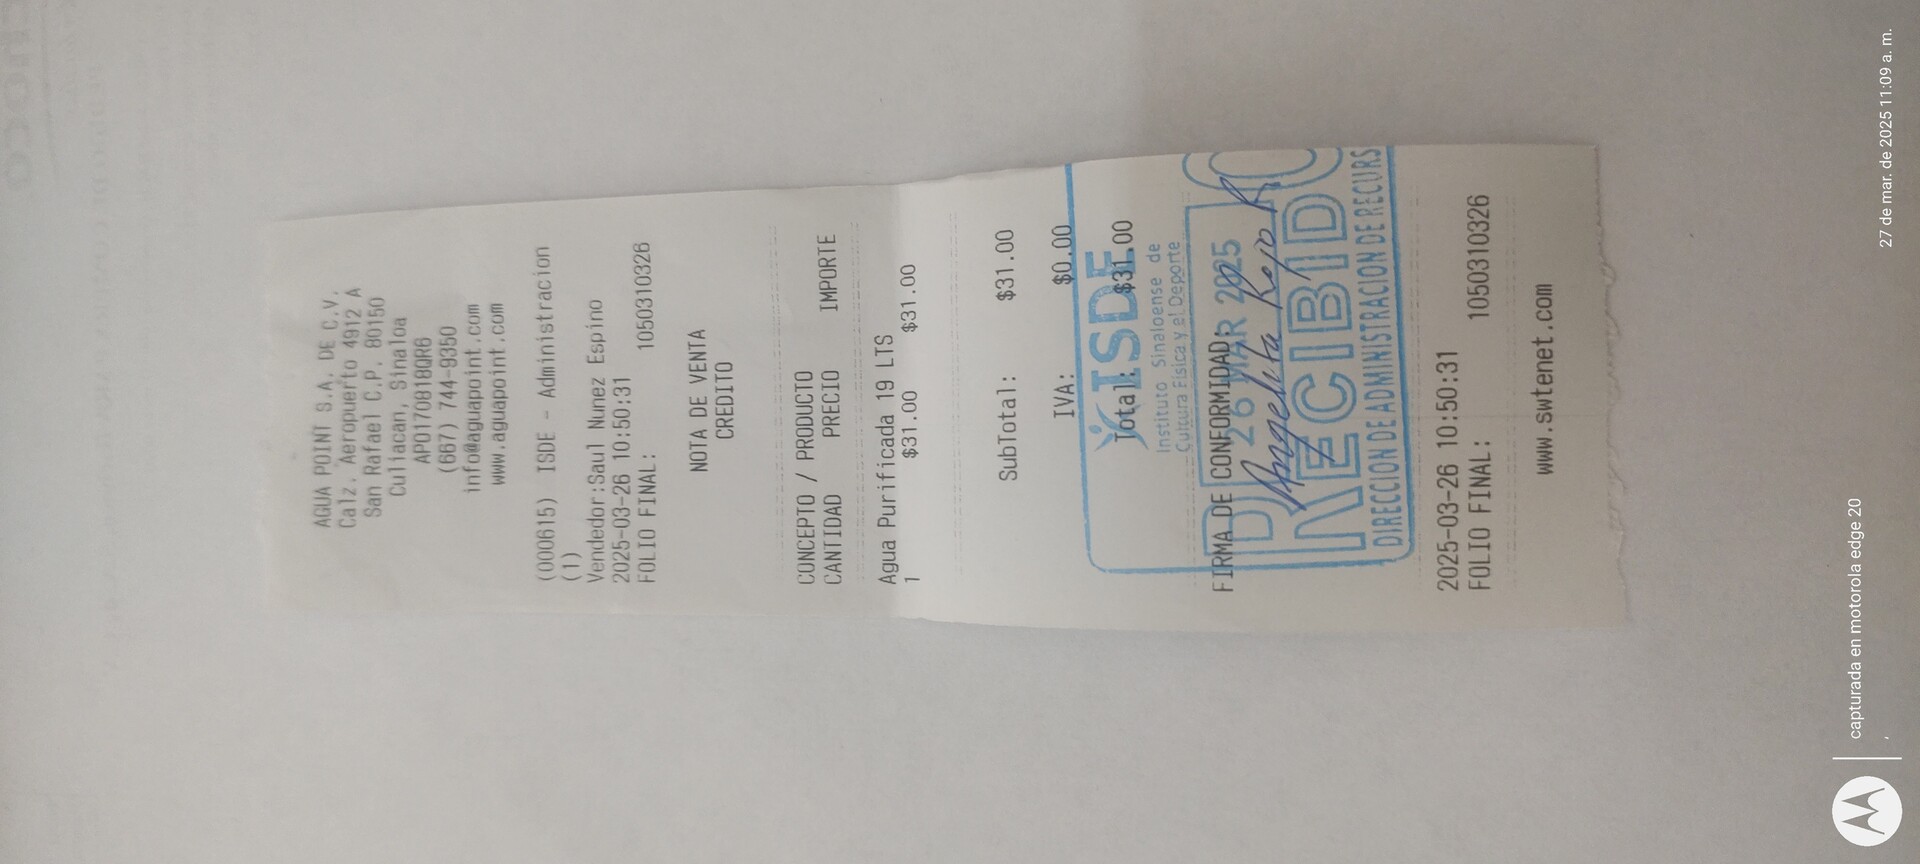 AGUA POINT S.A. DE C.V.
Calz. Aeropuerto 4912 A
San Rafael C.P. 80150
Culiacan, Sinaloa
APO170818QR6
(667) 744-9350
info@aguapoint.com
www.aguapoint.com
(000615) ISDE - Administracion
(1)
Vendedor:Saul Nunez Espino
2025-03-26 10:50:31
FOLIO FINAL: 1050310326
NOTA DE VENTA
CREDITO
CONCEPTO / PRODUCTO
CANTIDAD PRECIO IMPORTE
Agua Purificada 19 LTS
1 $31.00 $31.00
SubTotal: $31.00
IVA: $0.00
Total: $31.00
ISDE
Instituto Sinaloense de
Cultura Física y el Deporte
FIRMA DE CONFORMIDAD:
26 MAR 2025
Angelita Rojo R
RECIBIDO
DIRECCION DE ADMINISTRACION DE RECURS
2025-03-26 10:50:31
FOLIO FINAL: 1050310326
www.swtenet.com
capturada en motorola edge 20
27 de mar. de 2025 11:09 a. m.